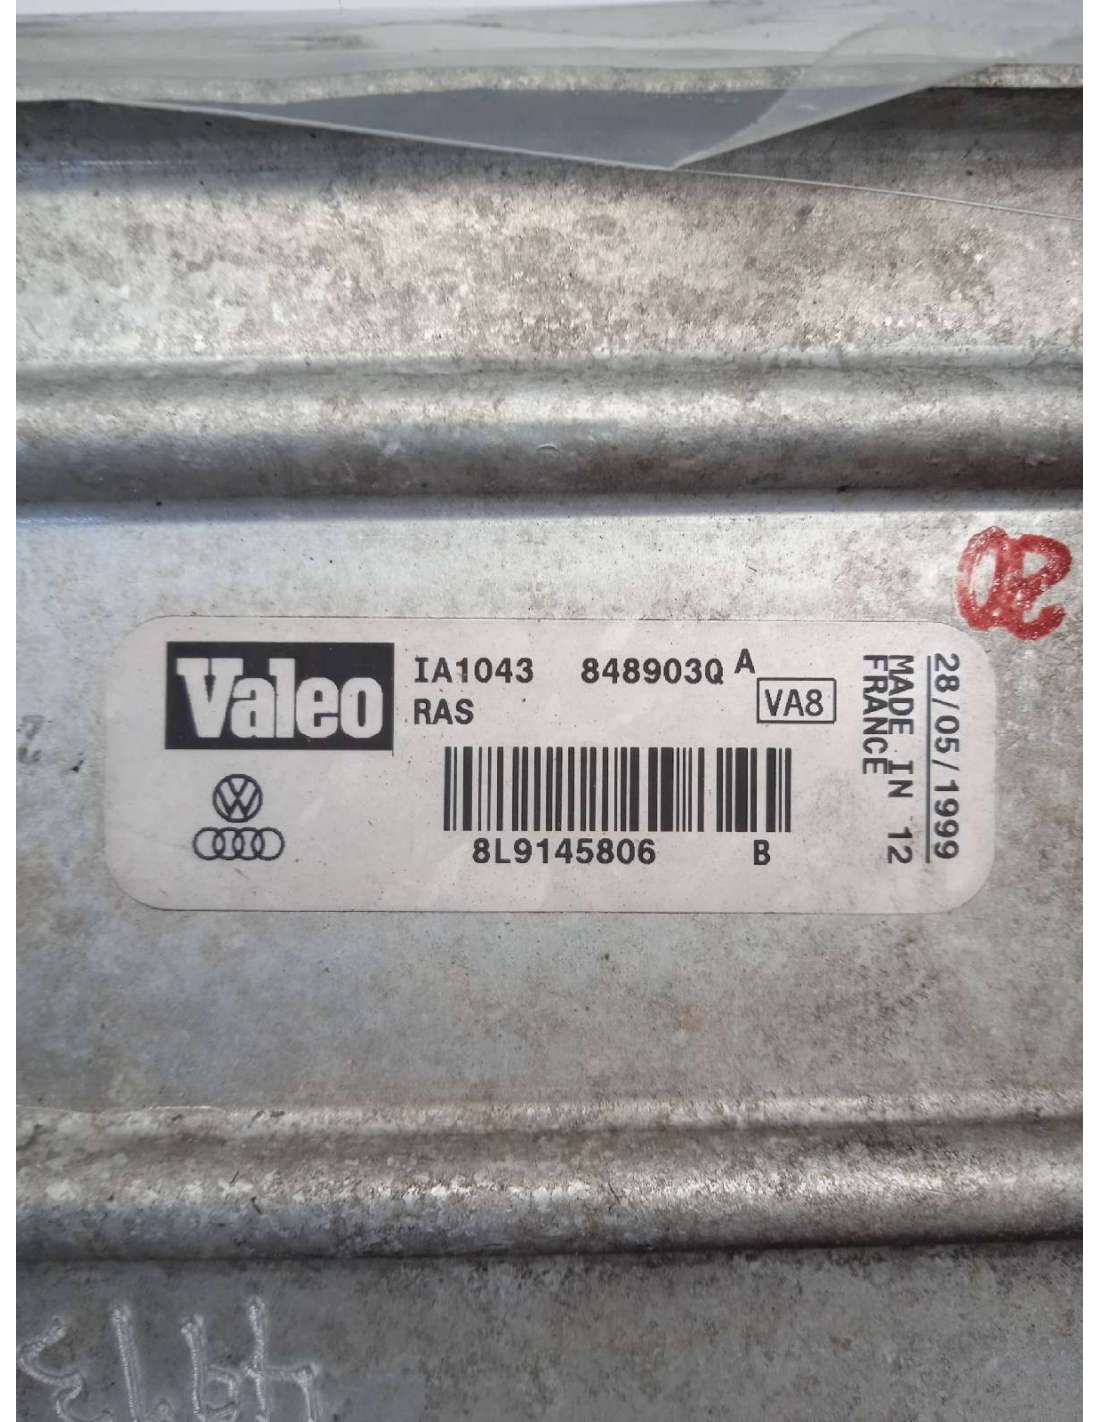 Valeo
IA1043 848903Q A
RAS VA8
8L9145806 B
28/05/1999
MADE IN 12
FRANCE